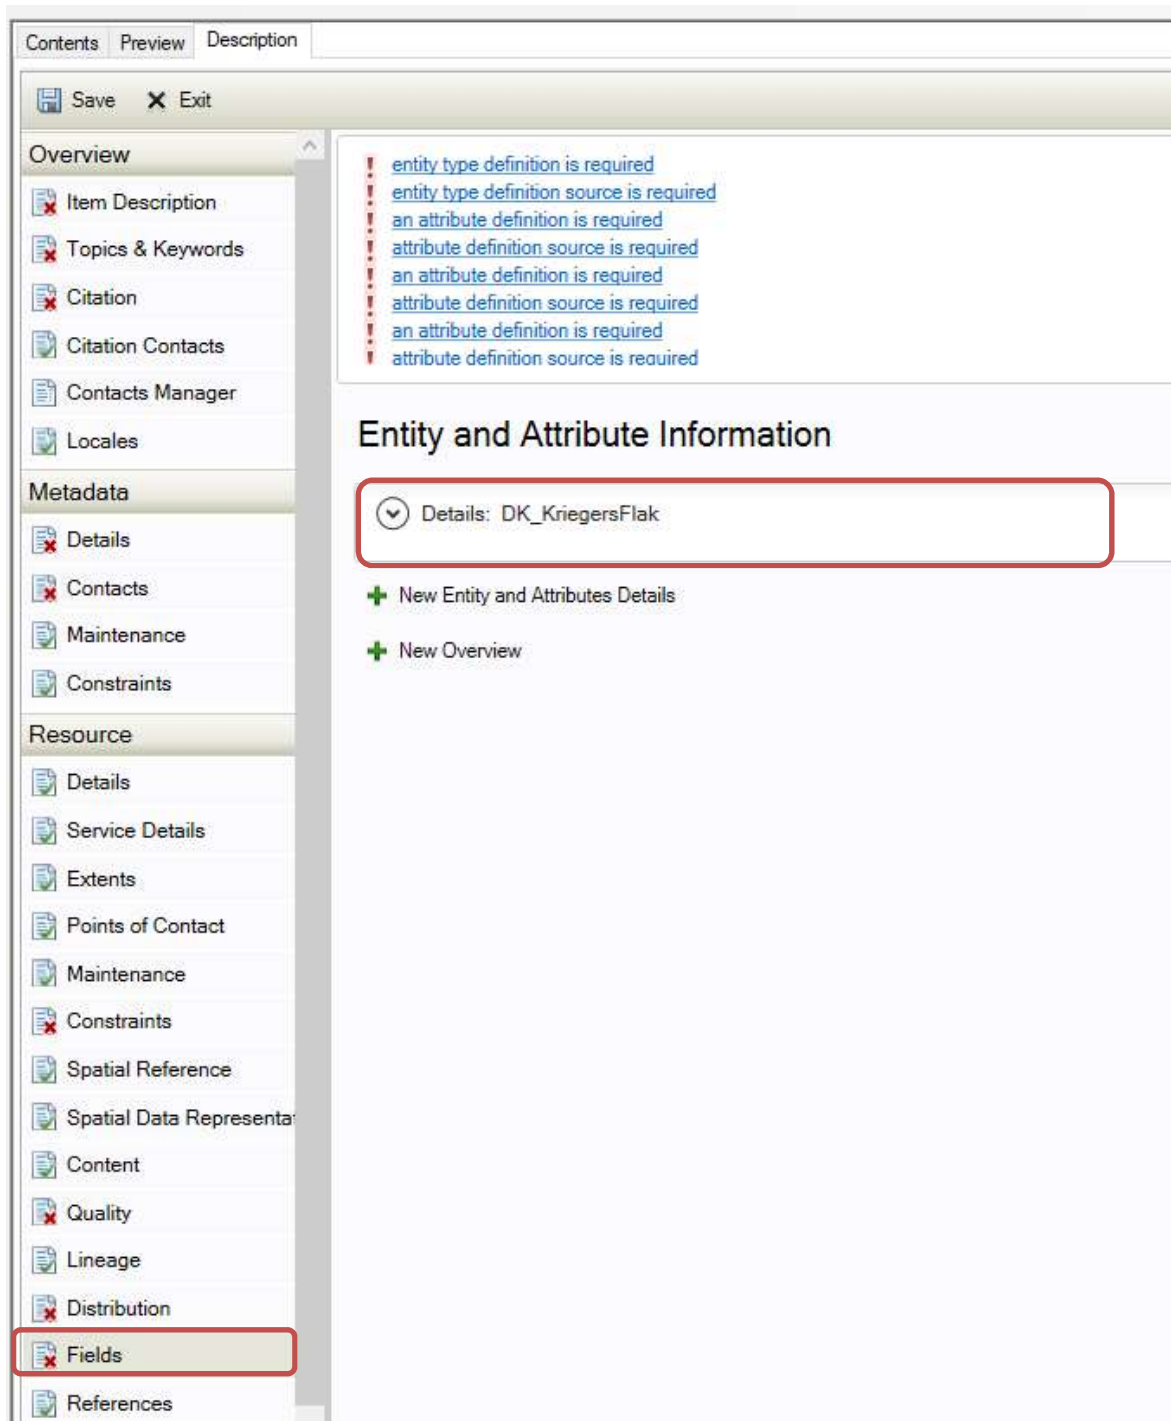 Contents Preview Description
Save Exit
Overview
Item Description
Topics & Keywords
Citation
Citation Contacts
Contacts Manager
Locales
Metadata
Details
Contacts
Maintenance
Constraints
Resource
Details
Service Details
Extents
Points of Contact
Maintenance
Constraints
Spatial Reference
Spatial Data Representat
Content
Quality
Lineage
Distribution
Fields
References
entity type definition is required
entity type definition source is required
an attribute definition is required
attribute definition source is required
an attribute definition is required
attribute definition source is required
an attribute definition is required
attribute definition source is required
Entity and Attribute Information
Details: DK_KriegersFlak
New Entity and Attributes Details
New Overview